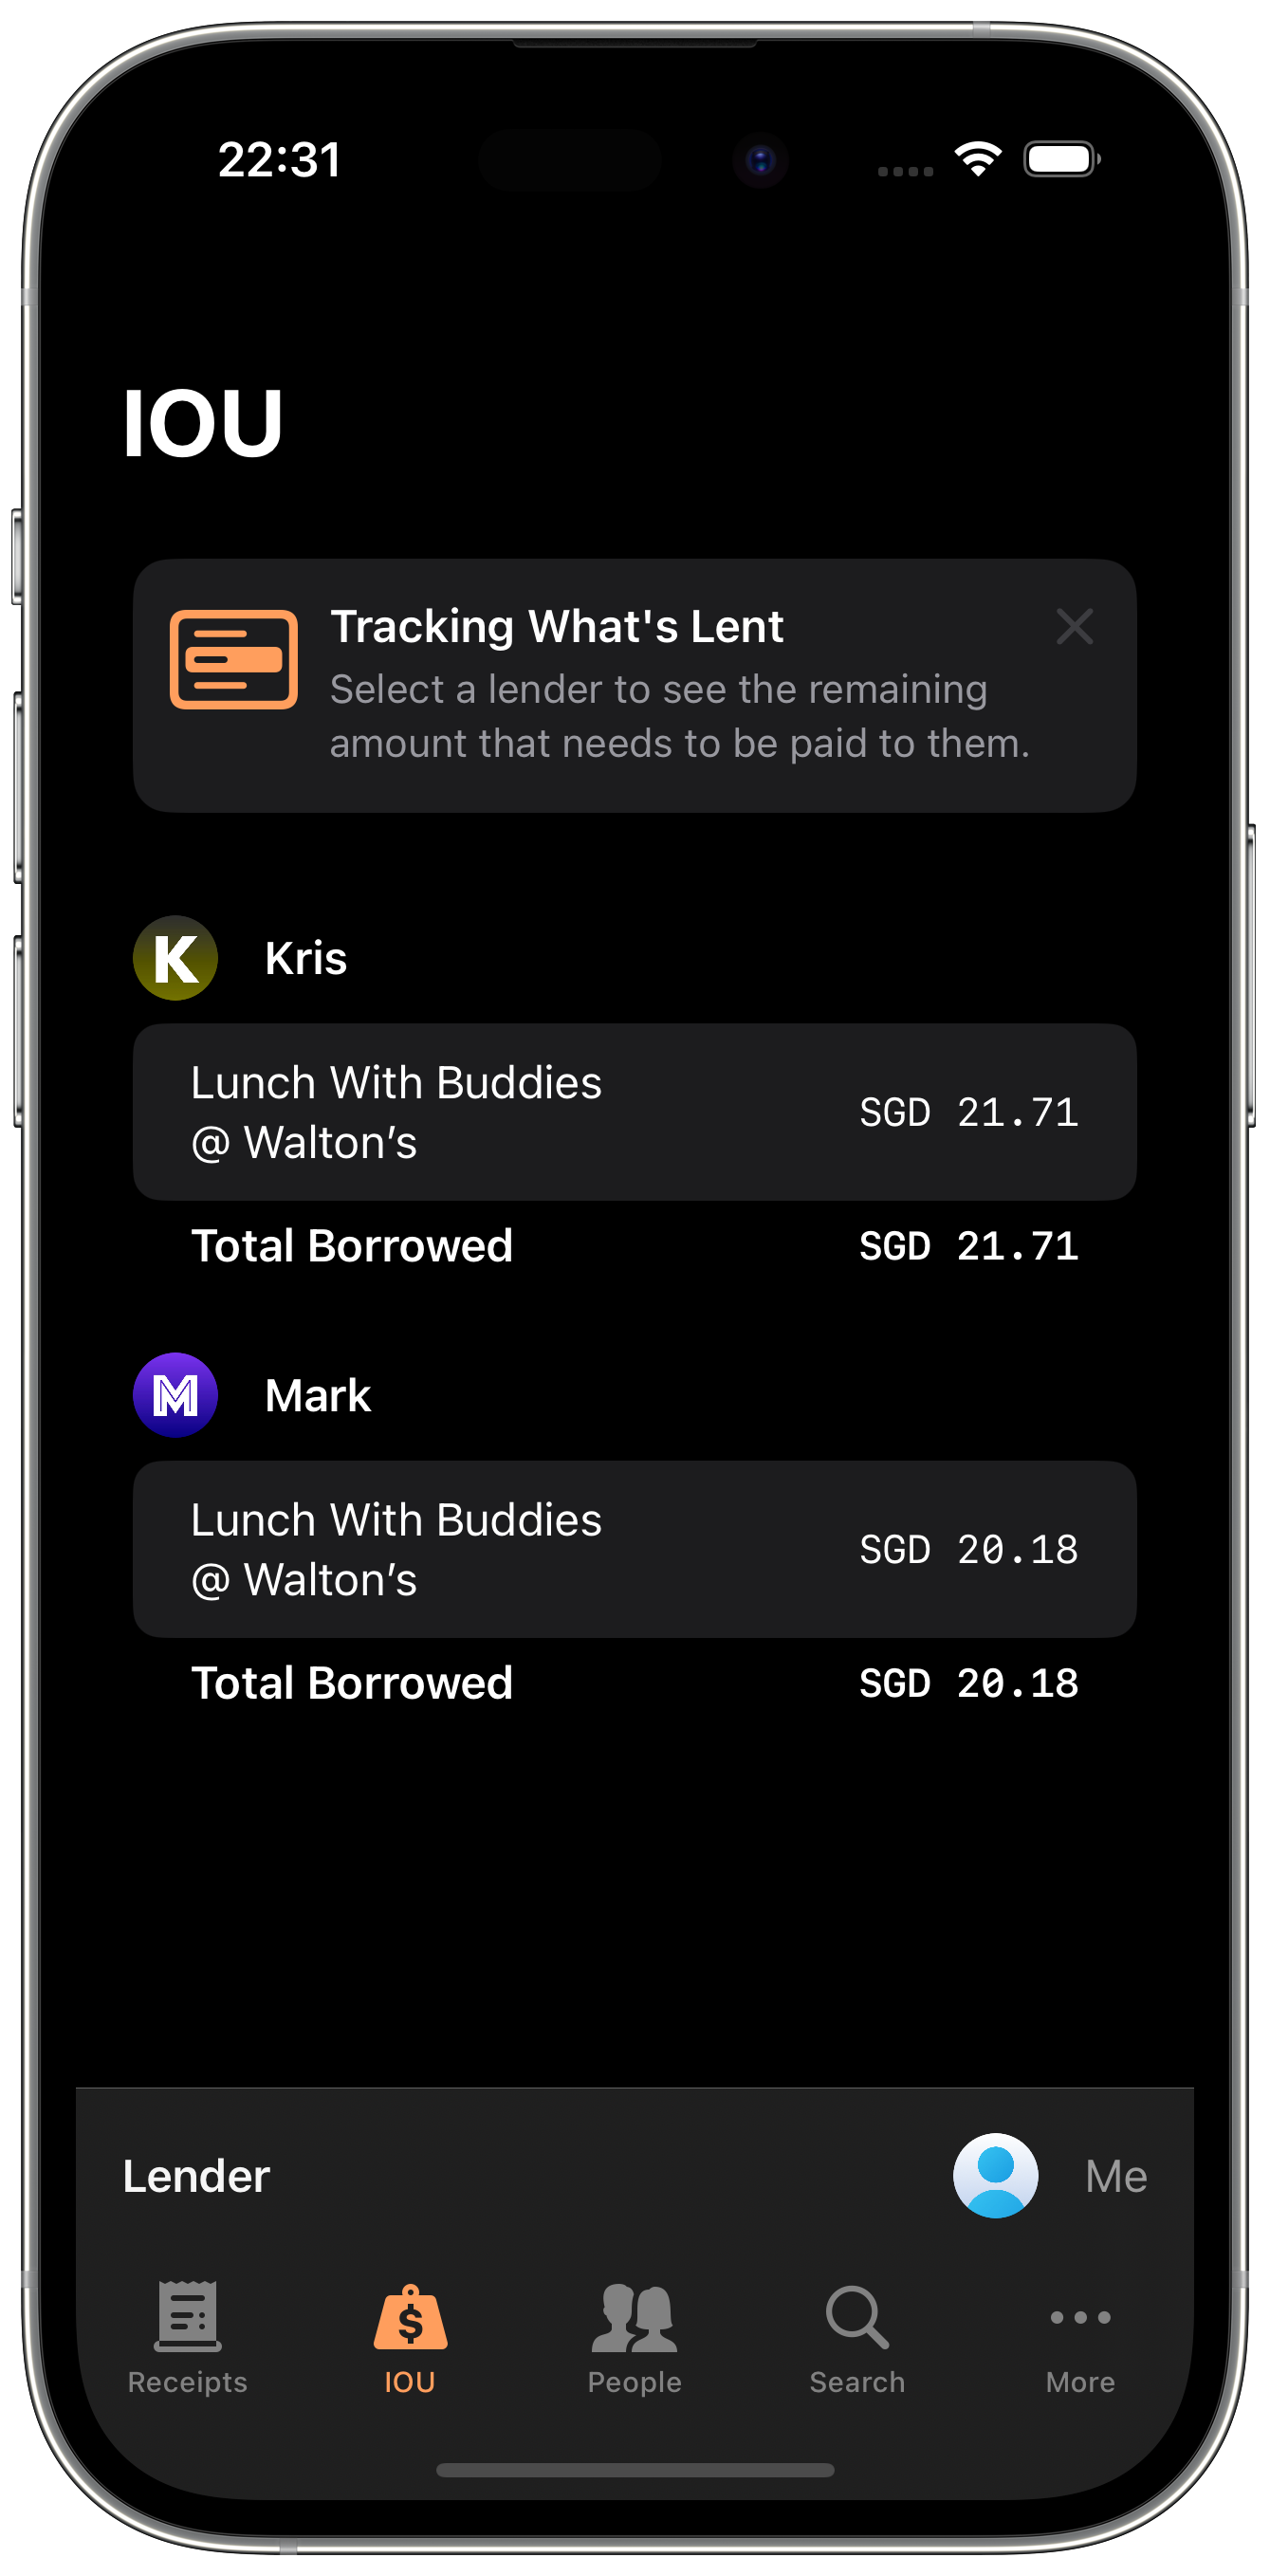 22:31
IOU
Tracking What's Lent
Select a lender to see the remaining
amount that needs to be paid to them.
K Kris
Lunch With Buddies
@ Walton’s
SGD 21.71
Total Borrowed SGD 21.71
M Mark
Lunch With Buddies
@ Walton’s
SGD 20.18
Total Borrowed SGD 20.18
Lender Me
$
Receipts IOU People Search More